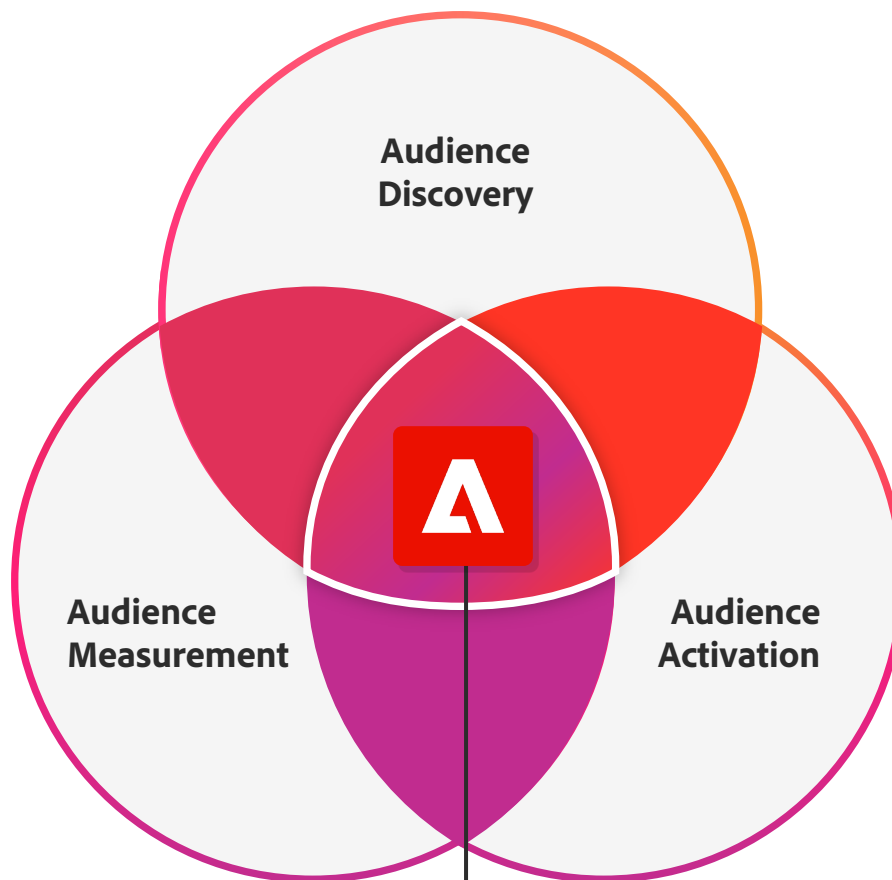 Audience
Discovery
Audience
Measurement
Audience
Activation